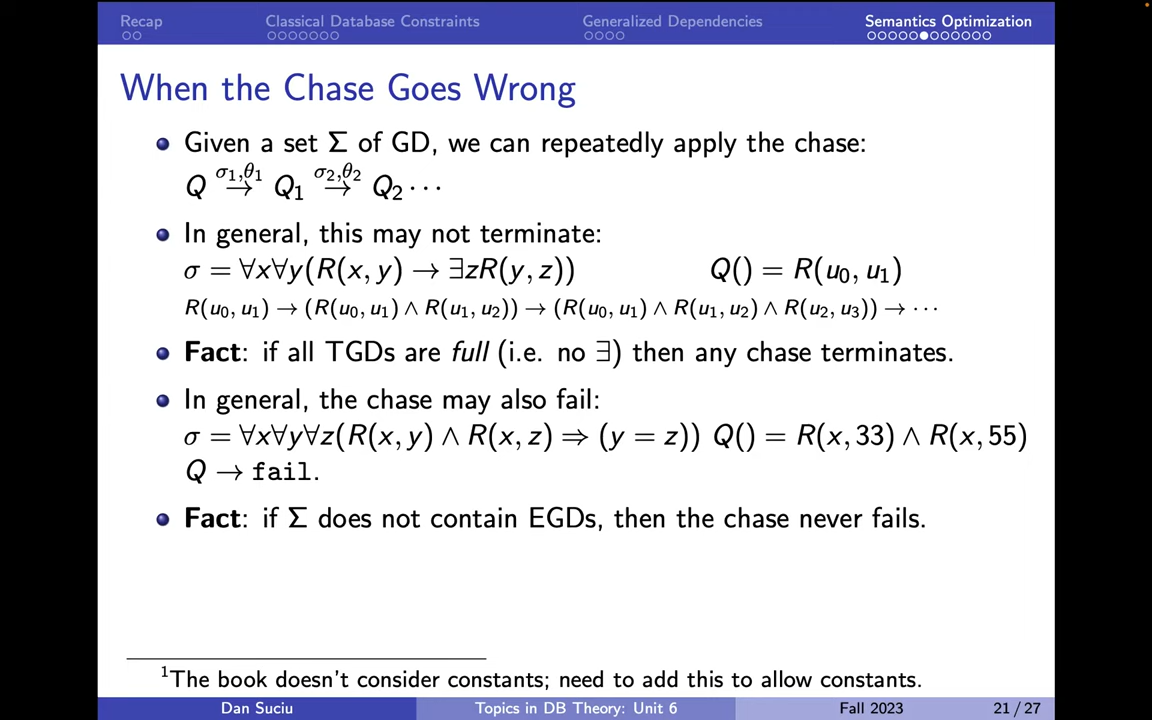 Recap Classical Database Constraints Generalized Dependencies Semantics Optimization
When the Chase Goes Wrong
Given a set Σ of GD, we can repeatedly apply the chase:
Q →^{σ₁,θ₁} Q₁ →^{σ₂,θ₂} Q₂ ⋯
In general, this may not terminate:
σ = ∀x∀y(R(x, y) → ∃zR(y, z)) Q() = R(u₀, u₁)
R(u₀, u₁) → (R(u₀, u₁) ∧ R(u₁, u₂)) → (R(u₀, u₁) ∧ R(u₁, u₂) ∧ R(u₂, u₃)) → ⋯
Fact: if all TGDs are full (i.e. no ∃) then any chase terminates.
In general, the chase may also fail:
σ = ∀x∀y∀z(R(x, y) ∧ R(x, z) ⇒ (y = z)) Q() = R(x, 33) ∧ R(x, 55)
Q → fail.
Fact: if Σ does not contain EGDs, then the chase never fails.
¹The book doesn't consider constants; need to add this to allow constants.
Dan Suciu Topics in DB Theory: Unit 6 Fall 2023 21 / 27